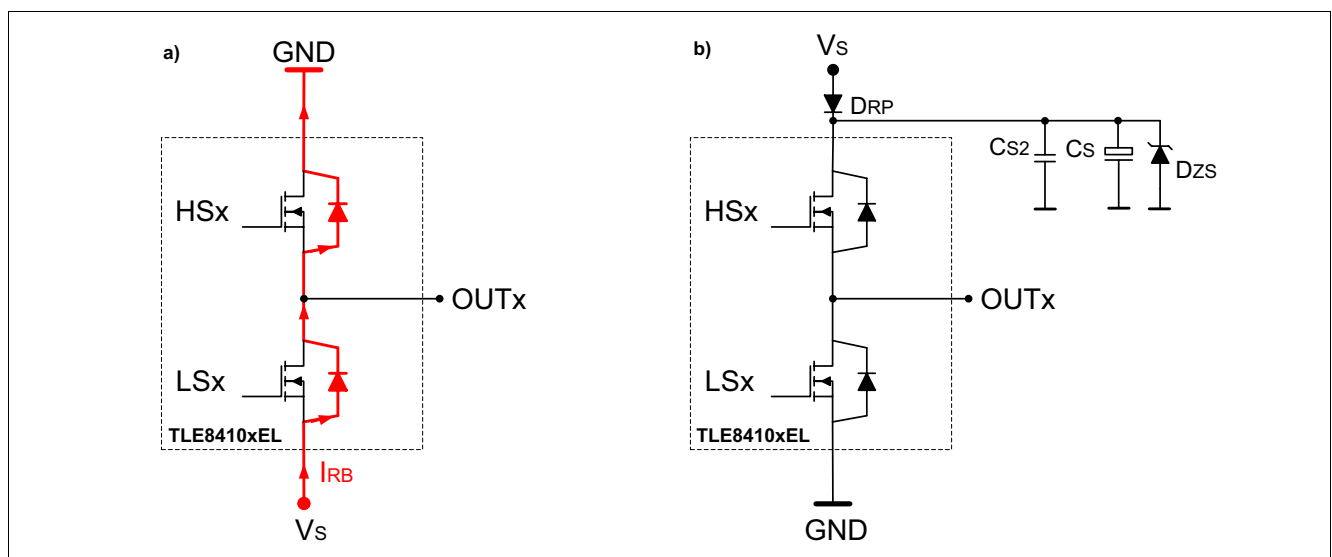 a)
GND
HSx
OUTx
LSx
TLE8410xEL
IRB
VS
b)
VS
DRP
CS2
CS
DZS
HSx
OUTx
LSx
TLE8410xEL
GND